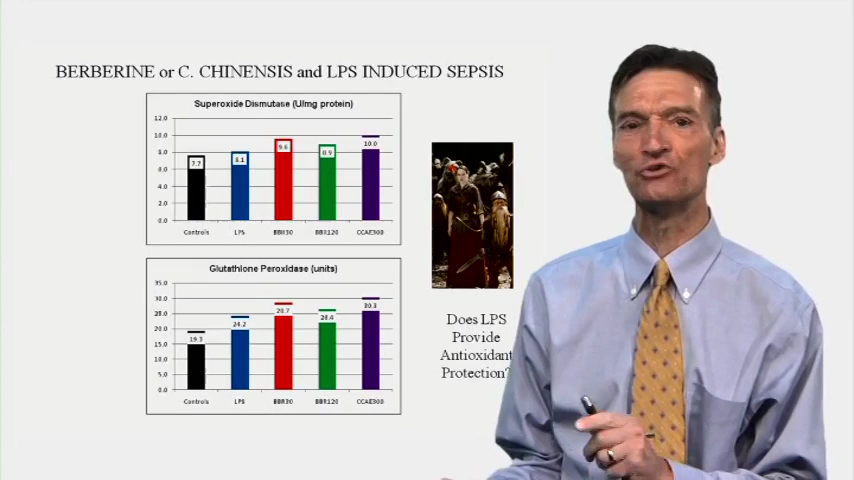 BERBERINE or C. CHINENSIS and LPS INDUCED SEPSIS
Superoxide Dismutase (U/mg protein)
12.0
10.0
8.0
6.0
4.0
2.0
0.0
7.7
8.1
9.6
8.9
10.0
Controls
LPS
BBR30
BBR120
CCAE300
Glutathione Peroxidase (units)
35.0
30.0
25.0
20.0
15.0
10.0
5.0
0.0
19.3
24.2
28.7
26.4
30.3
Controls
LPS
BBR30
BBR120
CCAE300
Does LPS
Provide
Antioxidant
Protection?